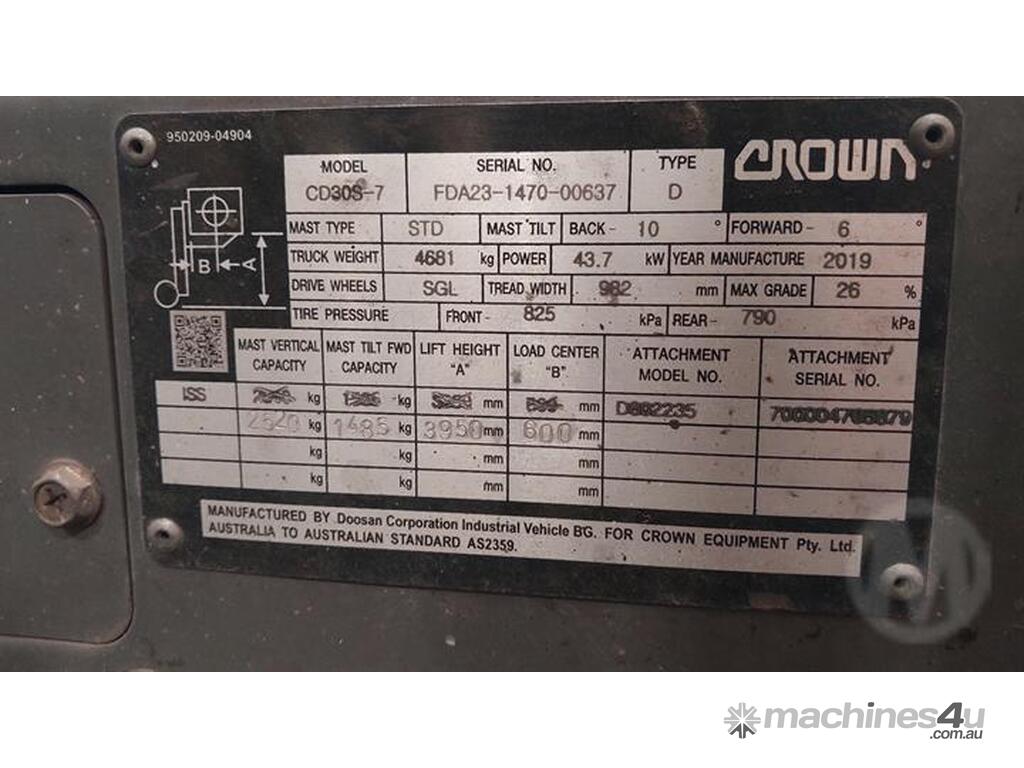 950209-04904
CROWN
MODEL SERIAL NO. TYPE
CD30S-7 FDA23-1470-00637 D
MAST TYPE STD MAST TILT BACK- 10 ° FORWARD- 6 °
TRUCK WEIGHT 4681 kg POWER 43.7 kW YEAR MANUFACTURE 2019
DRIVE WHEELS SGL TREAD WIDTH 982 mm MAX GRADE 26 %
TIRE PRESSURE FRONT- 825 kPa REAR- 790 kPa
B A
MAST VERTICAL CAPACITY MAST TILT FWD CAPACITY LIFT HEIGHT "A" LOAD CENTER "B" ATTACHMENT MODEL NO. ATTACHMENT SERIAL NO.
ISS kg kg mm mm
2520 kg 1485 kg 3950 mm 600 mm
kg kg mm mm
kg kg mm mm
MANUFACTURED BY Doosan Corporation Industrial Vehicle BG. FOR CROWN EQUIPMENT Pty. Ltd.
AUSTRALIA TO AUSTRALIAN STANDARD AS2359.
M
machines4u
.com.au